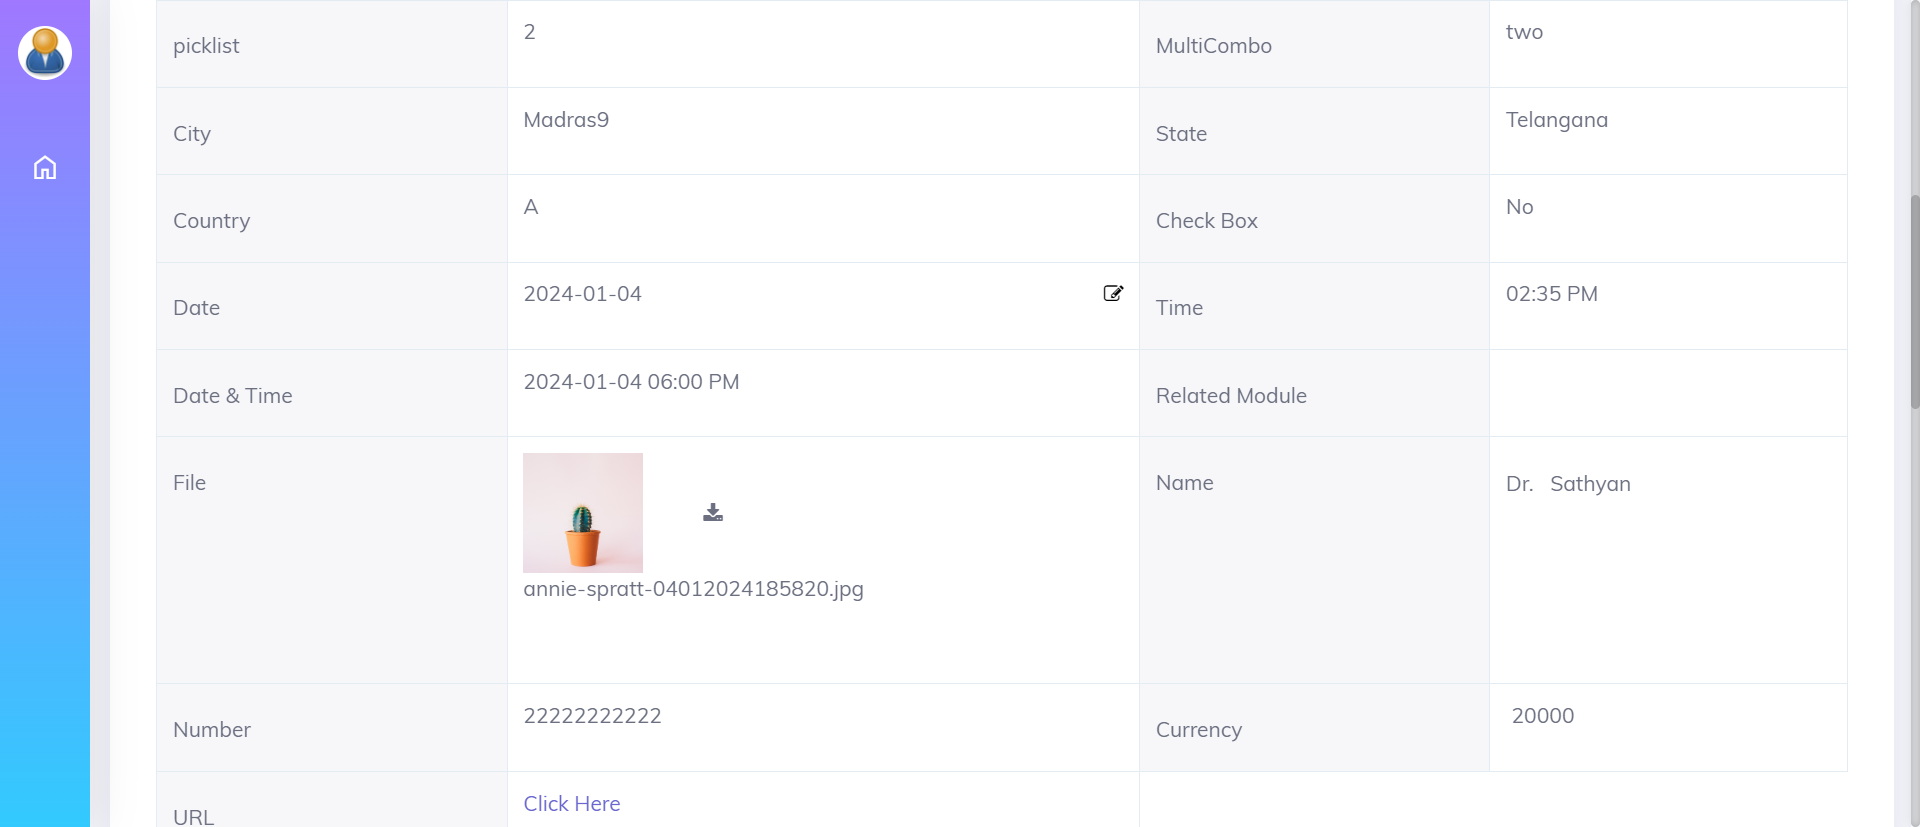 picklist
2
MultiCombo
two
City
Madras9
State
Telangana
Country
A
Check Box
No
Date
2024-01-04
Time
02:35 PM
Date & Time
2024-01-04 06:00 PM
Related Module
File
annie-spratt-04012024185820.jpg
Name
Dr. Sathyan
Number
22222222222
Currency
20000
URL
Click Here